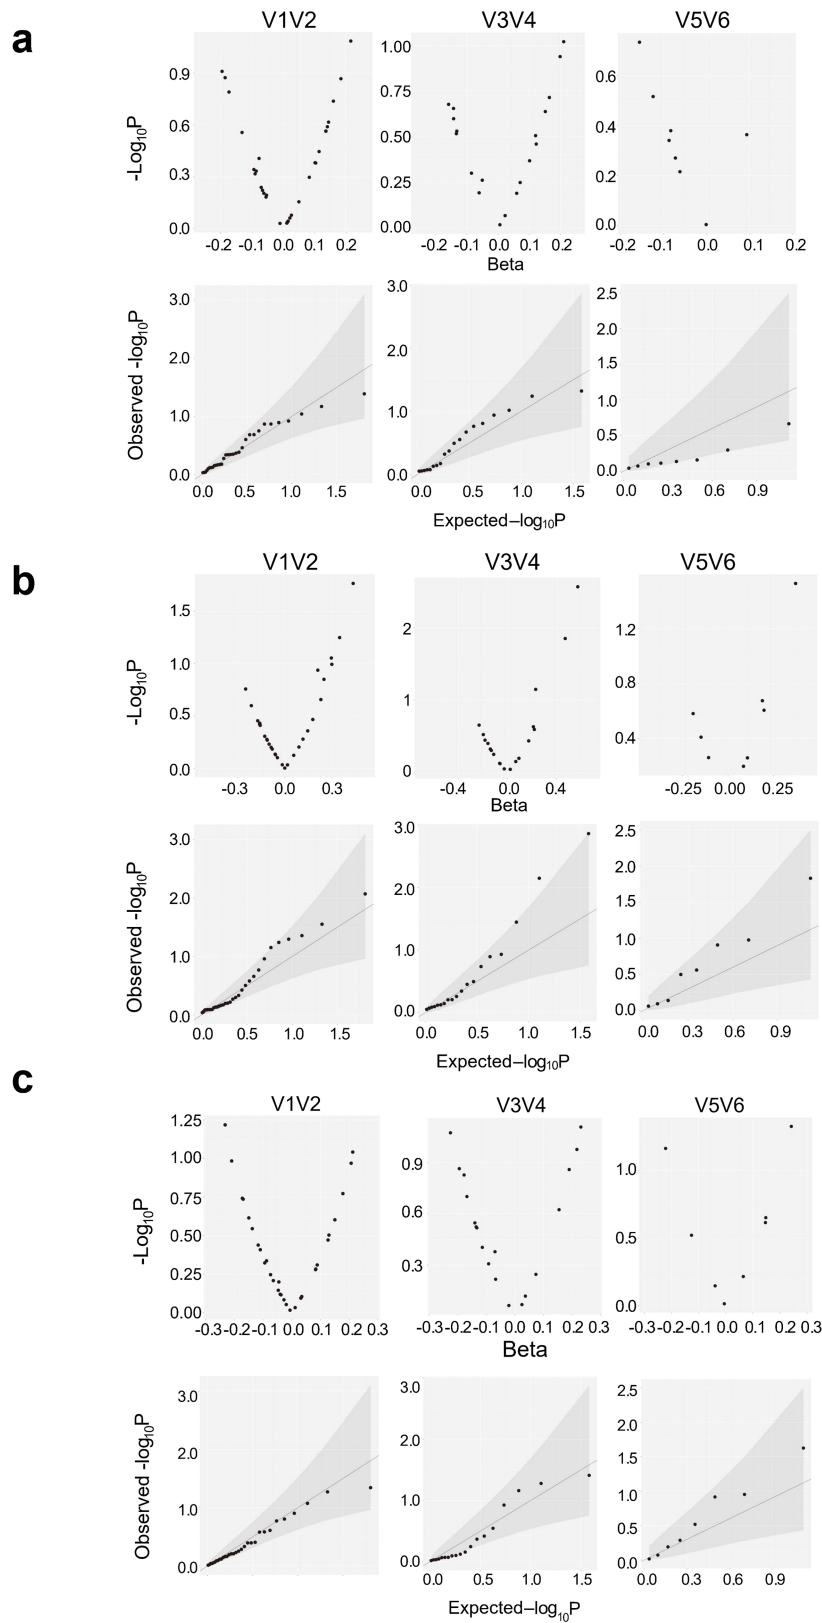 a
V1V2 V3V4 V5V6
-Log10P
0.9 0.6 0.3 0.0
1.00 0.75 0.50 0.25 0.00
0.6 0.4 0.2 0.0
-0.2 -0.1 0.0 0.1 0.2 -0.2 -0.1 0.0 0.1 0.2 -0.2 -0.1 0.0 0.1 0.2
Beta
Observed -log10P
3.0 2.0 1.0 0.0
3.0 2.0 1.0 0.0
2.5 2.0 1.5 1.0 0.5 0.0
0.0 0.5 1.0 1.5 0.0 0.5 1.0 1.5 0.0 0.3 0.6 0.9
Expected–log10P
b
V1V2 V3V4 V5V6
-Log10P
1.5 1.0 0.5 0.0
2 1 0
1.2 0.8 0.4
-0.3 0.0 0.3 -0.4 0.0 0.4 -0.25 0.00 0.25
Beta
Observed -log10P
3.0 2.0 1.0 0.0
3.0 2.0 1.0 0.0
2.5 2.0 1.5 1.0 0.5 0.0
0.0 0.5 1.0 1.5 0.0 0.5 1.0 1.5 0.0 0.3 0.6 0.9
Expected–log10P
c
V1V2 V3V4 V5V6
-Log10P
1.25 1.00 0.75 0.50 0.25 0.00
0.9 0.6 0.3
1.0 0.5 0.0
-0.3 -0.2 -0.1 0.0 0.1 0.2 0.3 -0.3 -0.2 -0.1 0.0 0.1 0.2 0.3 -0.3 -0.2 -0.1 0.0 0.1 0.2 0.3
Beta
Observed -log10P
3.0 2.0 1.0 0.0
3.0 2.0 1.0 0.0
2.5 2.0 1.5 1.0 0.5 0.0
0.0 0.5 1.0 1.5 0.0 0.3 0.6 0.9
Expected–log10P